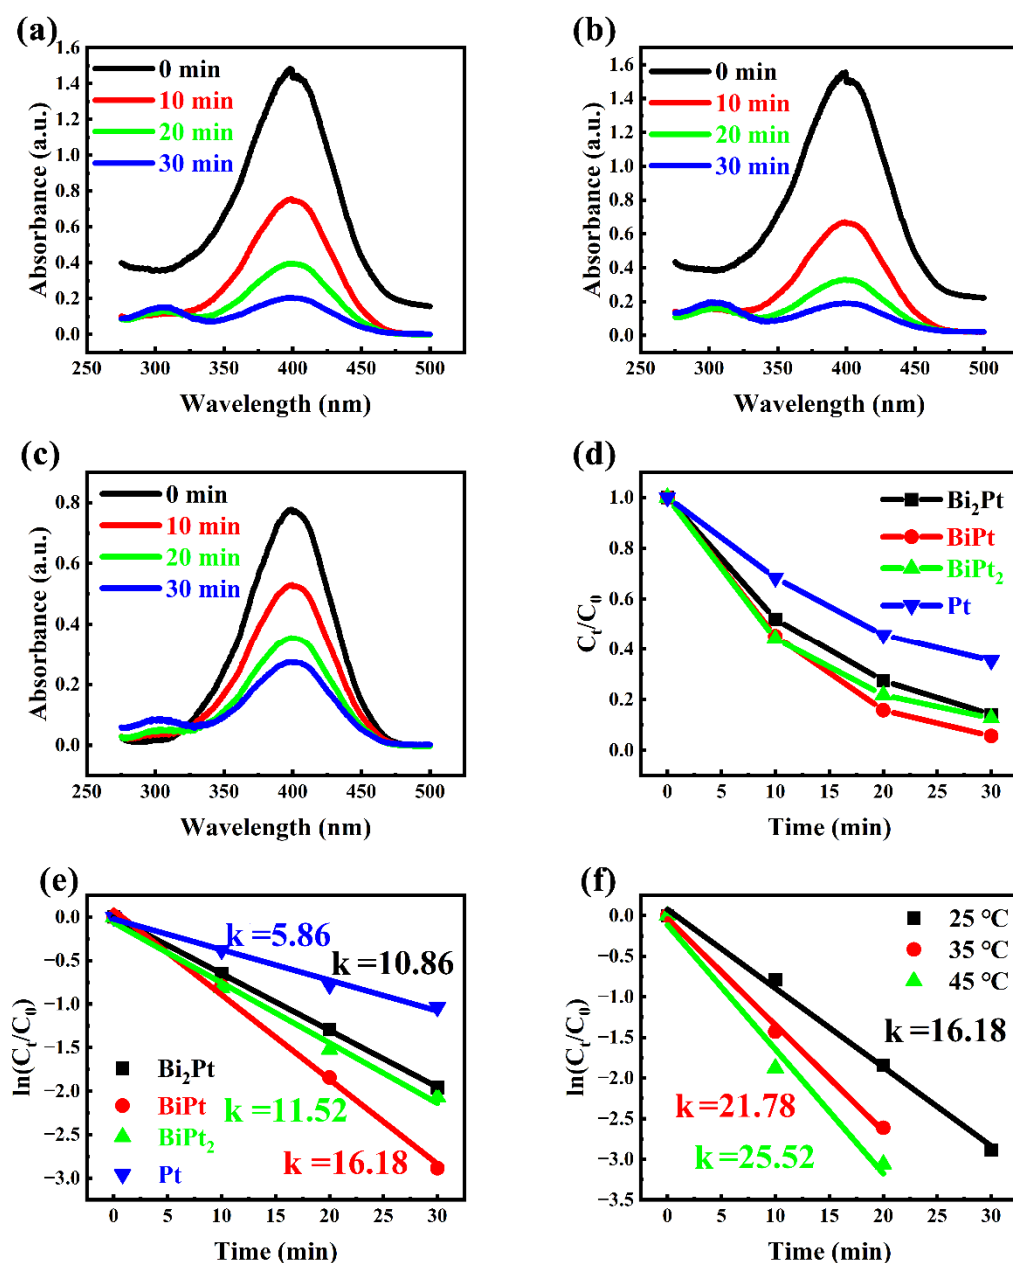 (a)
1.6
1.4
1.2
1.0
0.8
0.6
0.4
0.2
0.0
Absorbance (a.u.)
0 min
10 min
20 min
30 min
250 300 350 400 450 500
Wavelength (nm)
(b)
1.6
1.4
1.2
1.0
0.8
0.6
0.4
0.2
0.0
Absorbance (a.u.)
0 min
10 min
20 min
30 min
250 300 350 400 450 500
Wavelength (nm)
(c)
0.8
0.6
0.4
0.2
0.0
Absorbance (a.u.)
0 min
10 min
20 min
30 min
250 300 350 400 450 500
Wavelength (nm)
(d)
1.0
0.8
0.6
0.4
0.2
0.0
Cₜ/C₀
Bi₂Pt
BiPt
BiPt₂
Pt
0 5 10 15 20 25 30
Time (min)
(e)
0.0
−0.5
−1.0
−1.5
−2.0
−2.5
−3.0
ln(Cₜ/C₀)
k =5.86
k =10.86
Bi₂Pt
BiPt
BiPt₂
Pt
k =11.52
k =16.18
0 5 10 15 20 25 30
Time (min)
(f)
0.0
−0.5
−1.0
−1.5
−2.0
−2.5
−3.0
−3.5
ln(Cₜ/C₀)
25 °C
35 °C
45 °C
k =16.18
k=21.78
k=25.52
0 5 10 15 20 25 30
Time (min)